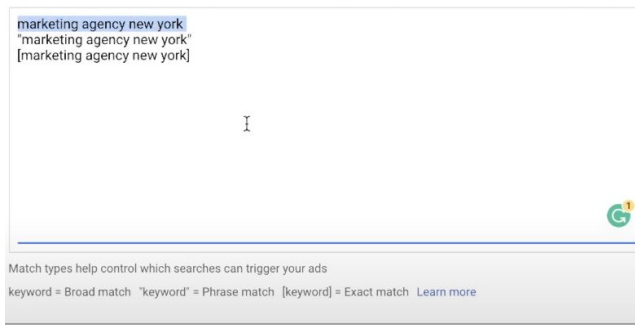 marketing agency new york
"marketing agency new york"
[marketing agency new york]
1
Match types help control which searches can trigger your ads
keyword = Broad match "keyword" = Phrase match [keyword] = Exact match Learn more